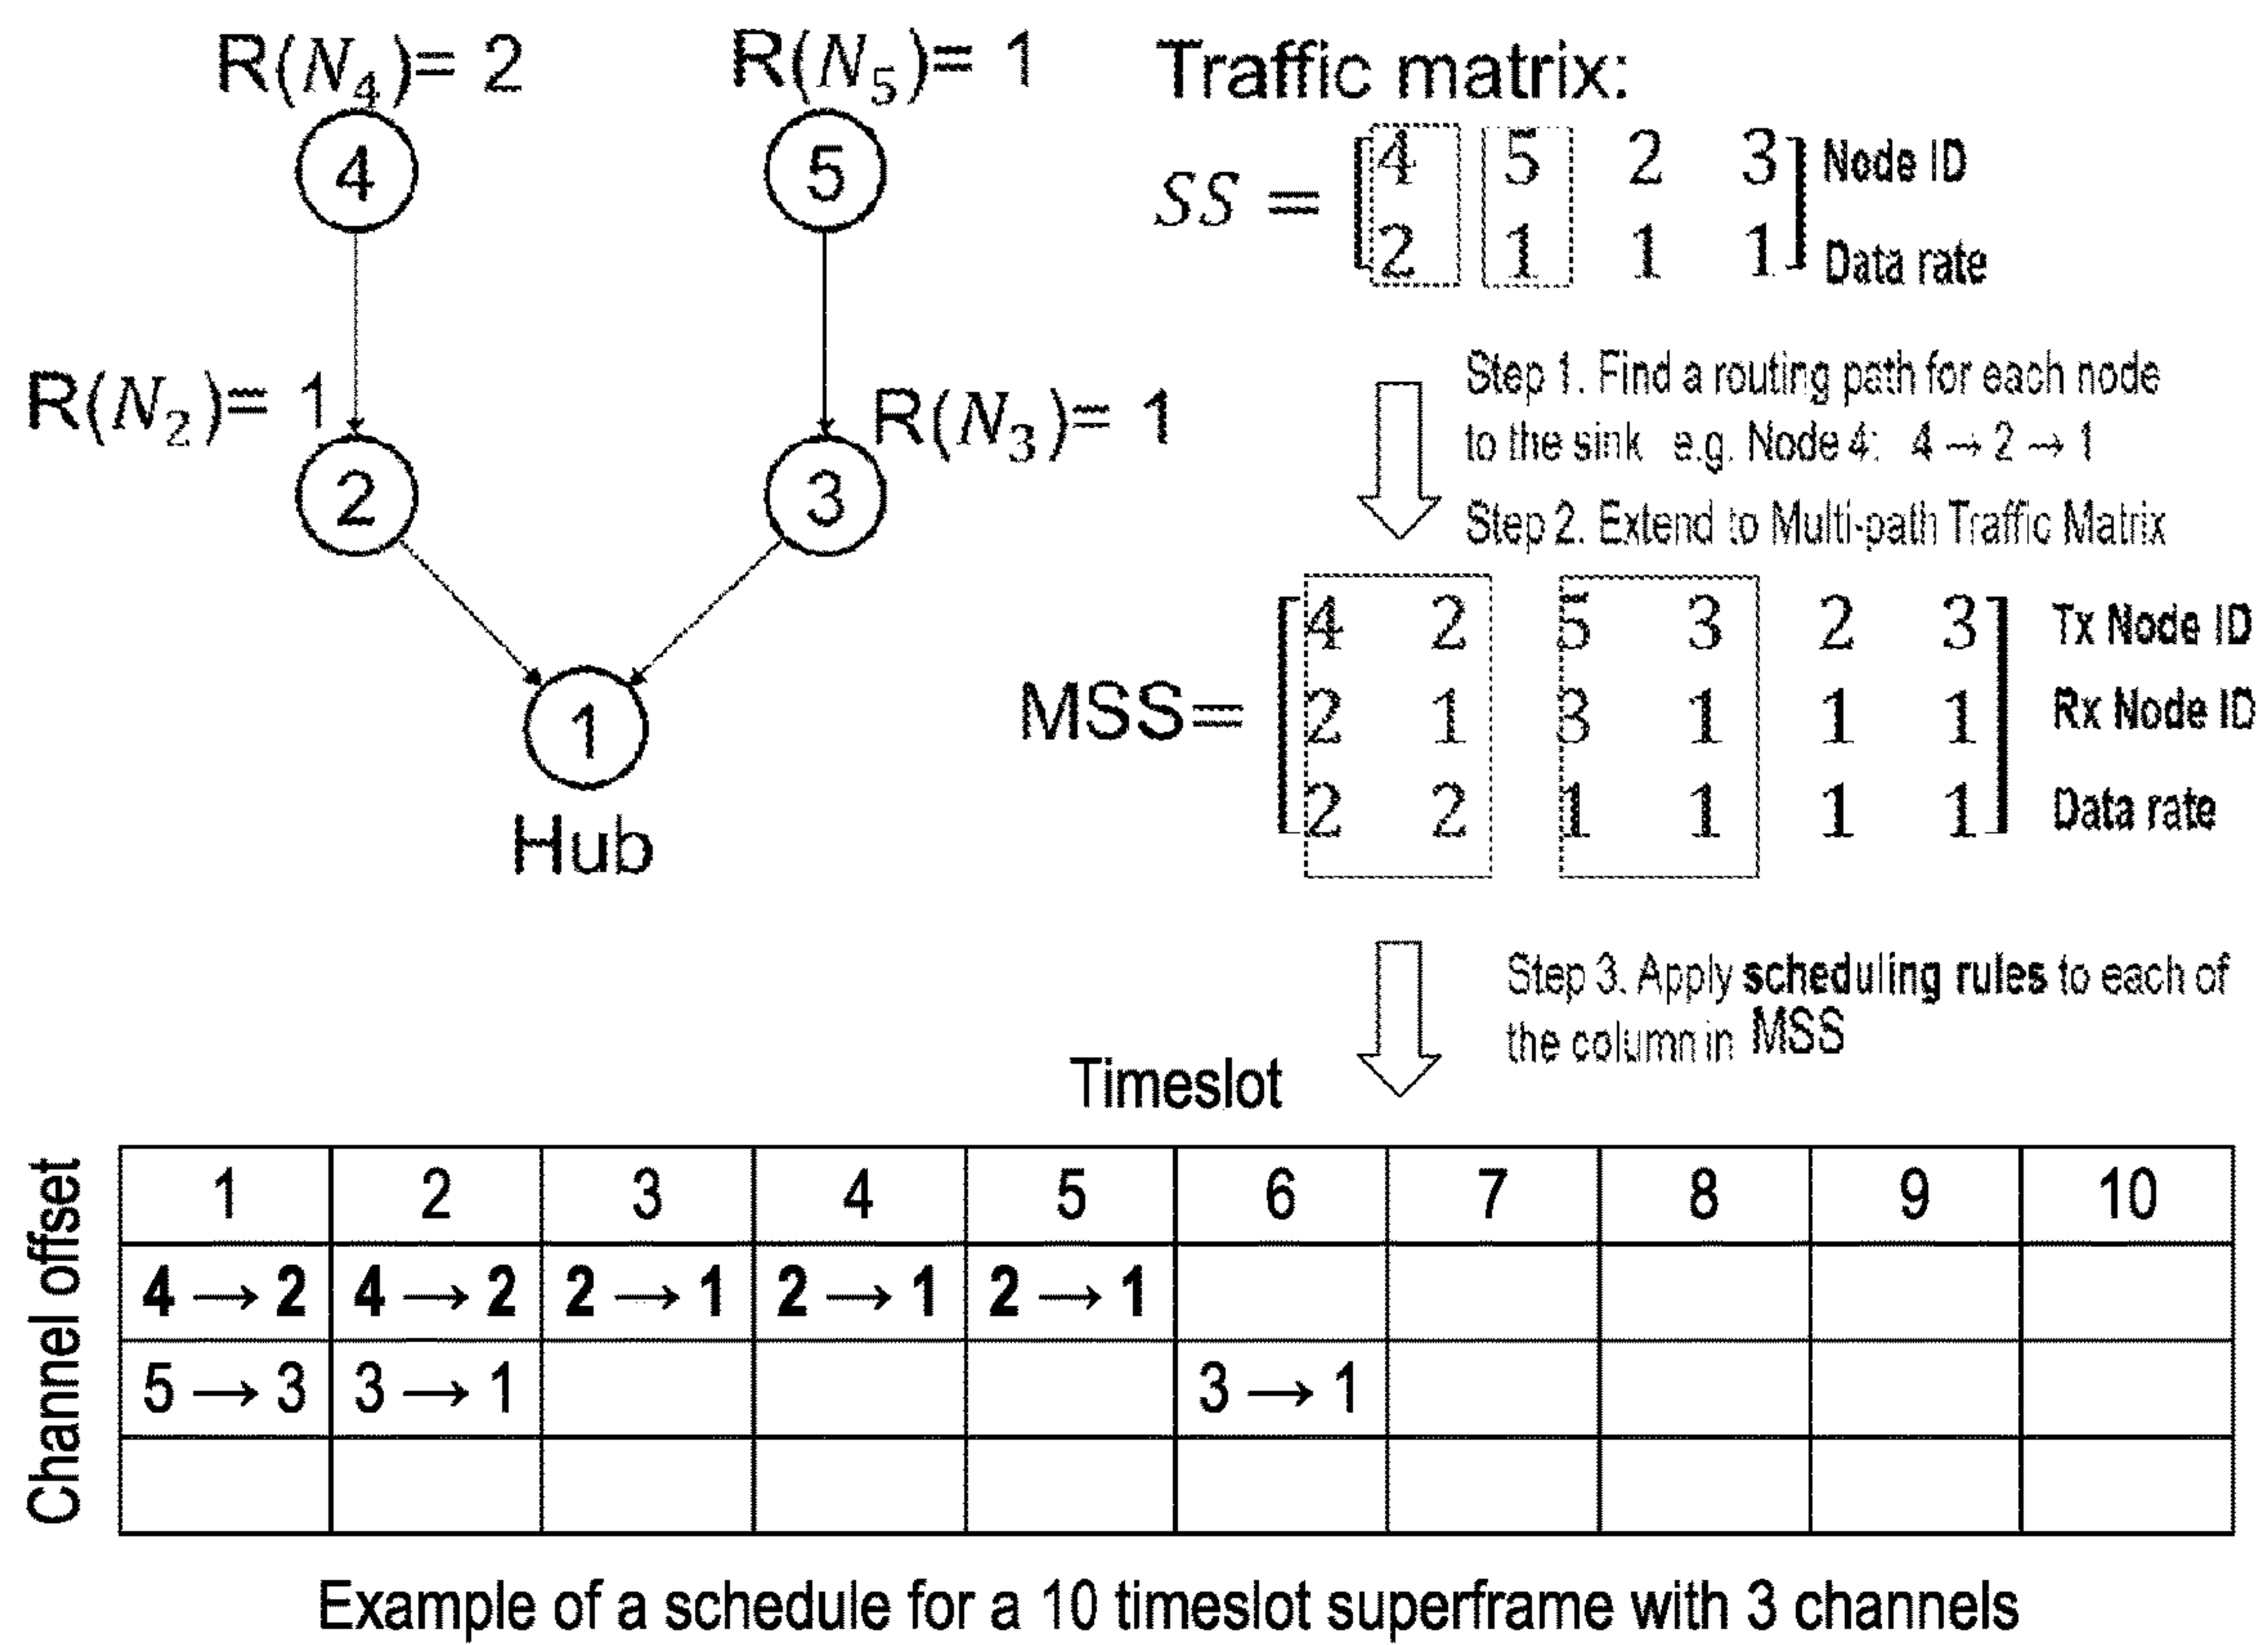 R(N₄)= 2
R(N₅)= 1
4
5
R(N₂)= 1
R(N₃)= 1
2
3
1
Hub
Traffic matrix:
SS = [4 5 2 3] Node ID
[2 1 1 1] Data rate
Step 1. Find a routing path for each node
to the sink e.g. Node 4: 4 → 2 → 1
Step 2. Extend to Multi-path Traffic Matrix
4 2 5 3 2 3 Tx Node ID
MSS= 2 1 3 1 1 1 Rx Node ID
2 2 1 1 1 1 Data rate
Step 3. Apply scheduling rules to each of
the column in MSS
Timeslot
Channel offset
1 2 3 4 5 6 7 8 9 10
4 → 2 4 → 2 2 → 1 2 → 1 2 → 1
5 → 3 3 → 1 3 → 1
Example of a schedule for a 10 timeslot superframe with 3 channels